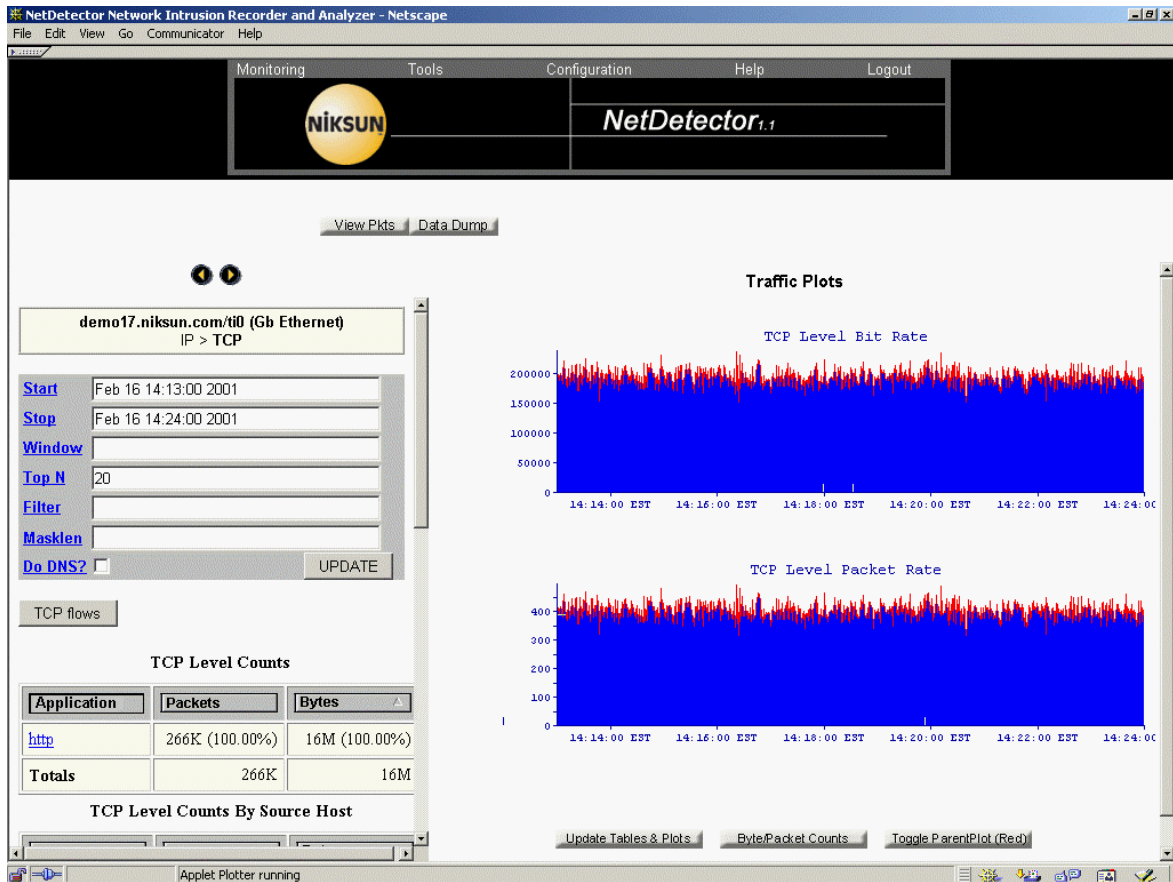 NetDetector Network Intrusion Recorder and Analyzer - Netscape
File Edit View Go Communicator Help
Monitoring Tools Configuration Help Logout
NIKSUN
NetDetector 1.1
View Pkts Data Dump
demo17.niksun.com/ti0 (Gb Ethernet)
IP > TCP
Start Feb 16 14:13:00 2001
Stop Feb 16 14:24:00 2001
Window
Top N 20
Filter
Masklen
Do DNS? UPDATE
TCP flows
TCP Level Counts
Application Packets Bytes
http 266K (100.00%) 16M (100.00%)
Totals 266K 16M
TCP Level Counts By Source Host
Traffic Plots
TCP Level Bit Rate
200000
150000
100000
50000
0
14:14:00 EST 14:16:00 EST 14:18:00 EST 14:20:00 EST 14:22:00 EST 14:24:00
TCP Level Packet Rate
400
300
200
100
0
14:14:00 EST 14:16:00 EST 14:18:00 EST 14:20:00 EST 14:22:00 EST 14:24:00
Update Tables & Plots Byte/Packet Counts Toggle ParentPlot (Red)
Applet Plotter running